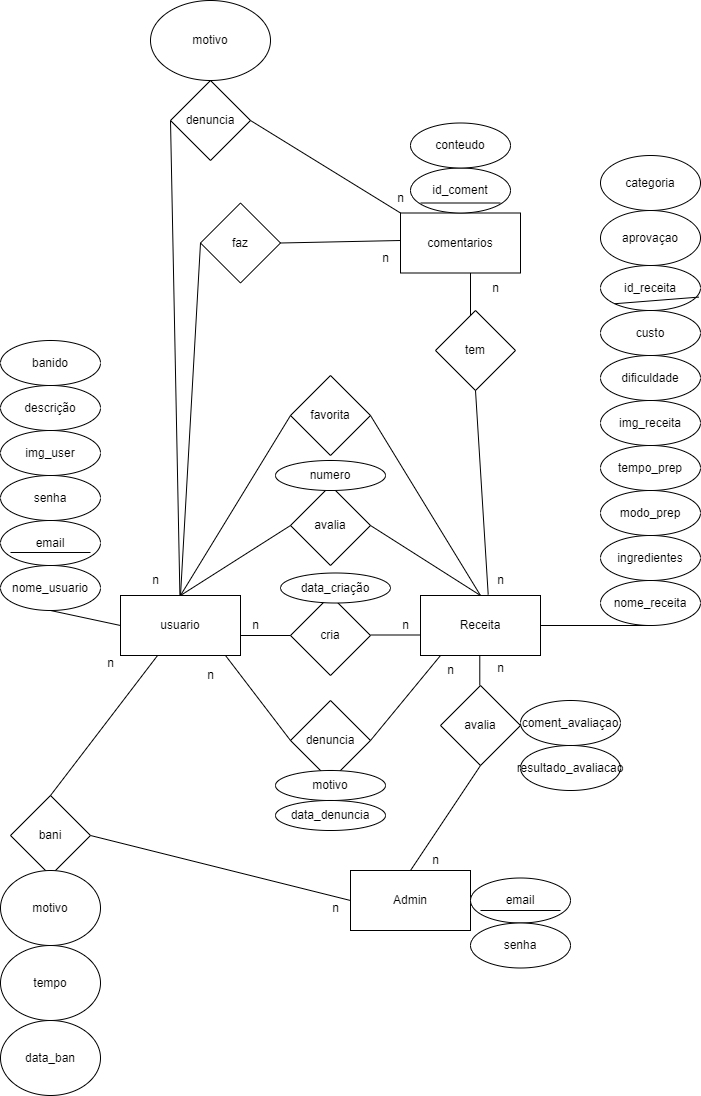 motivo
denuncia
conteudo
id_coment
categoria
n
aprovaçao
faz
comentarios
n
id_receita
n
custo
tem
banido
dificuldade
descrição
favorita
img_receita
img_user
numero
tempo_prep
senha
avalia
modo_prep
email
ingredientes
n
data_criação
n
nome_usuario
nome_receita
usuario
n
cria
n
Receita
n
n
n
n
avalia
coment_avaliaçao
denuncia
resultado_avaliacao
motivo
data_denuncia
bani
n
Admin
email
motivo
n
senha
tempo
data_ban